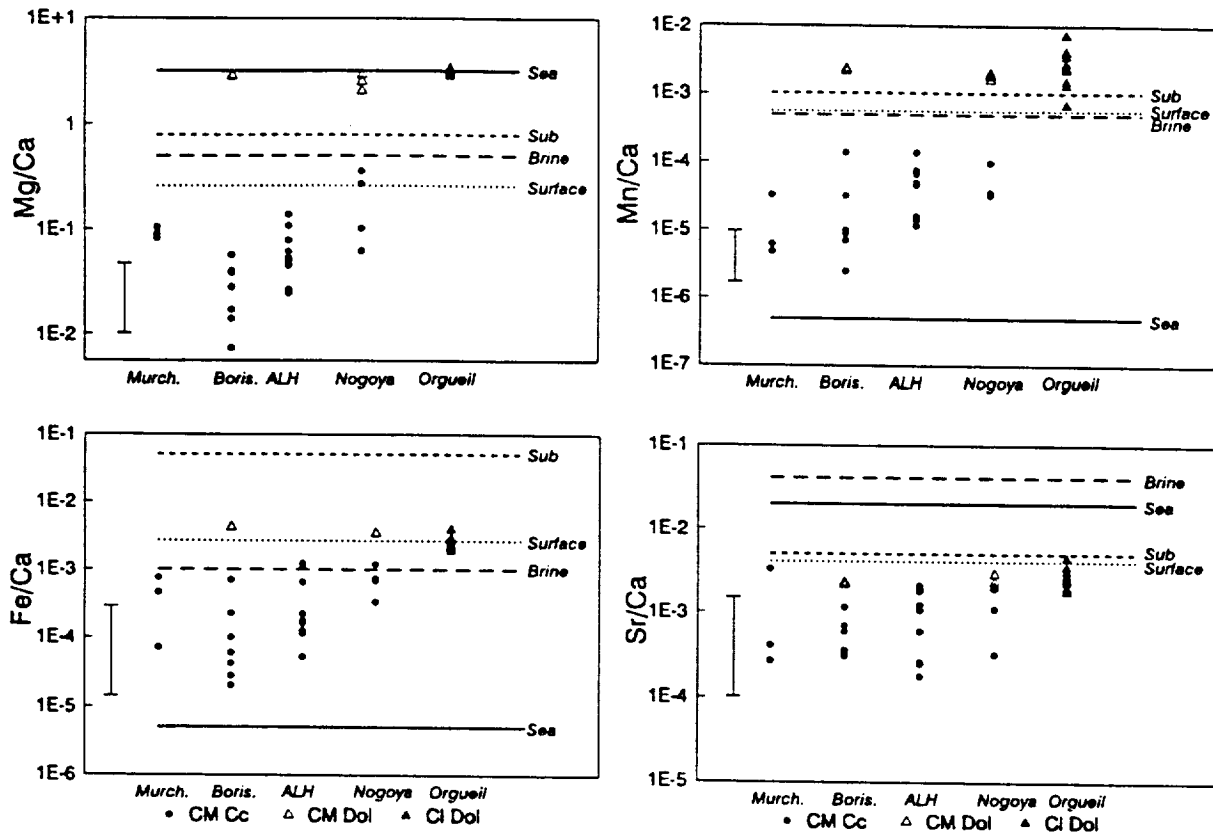 Mg/Ca
1E+1
1
1E-1
1E-2
Sea
Sub
Brine
Surface
Murch. Boris. ALH Nogoya Orgueil
Mn/Ca
1E-2
1E-3
1E-4
1E-5
1E-6
1E-7
Sub
Surface
Brine
Sea
Murch. Boris. ALH Nogoya Orgueil
Fe/Ca
1E-1
1E-2
1E-3
1E-4
1E-5
1E-6
Sub
Surface
Brine
Sea
Murch. Boris. ALH Nogoya Orgueil
• CM Cc △ CM Dol ▲ CI Dol
Sr/Ca
1E-1
1E-2
1E-3
1E-4
1E-5
Brine
Sea
Sub
Surface
Murch. Boris. ALH Nogoya Orgueil
• CM Cc △ CM Dol ▲ CI Dol